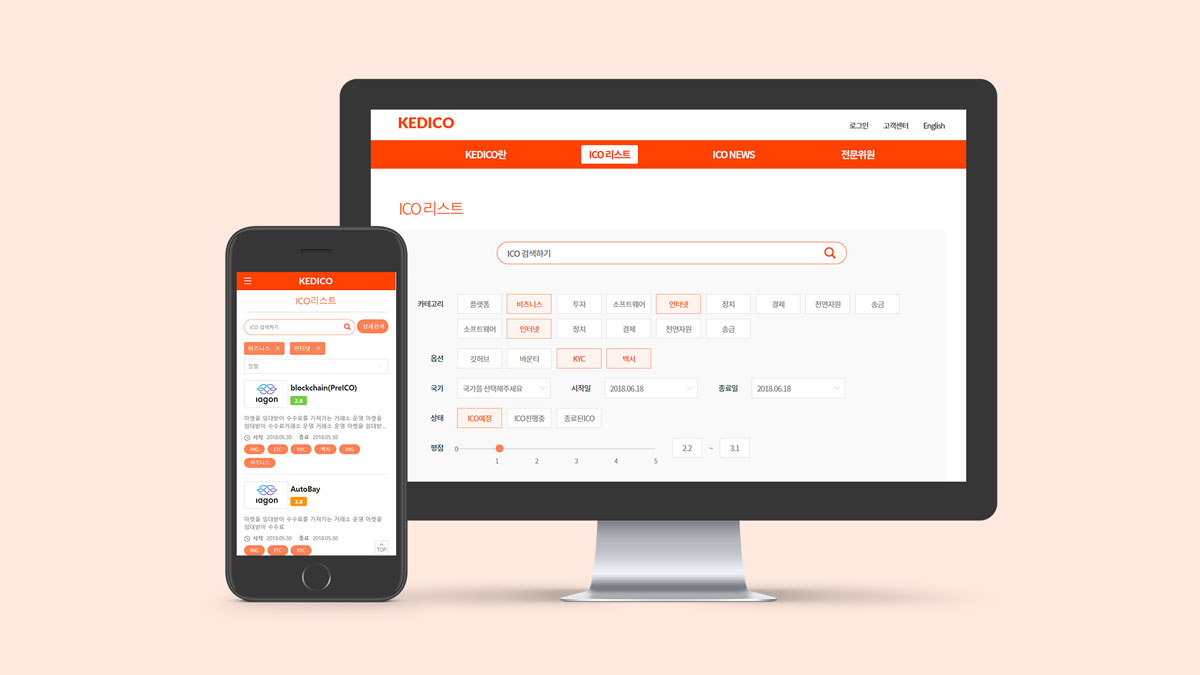 KEDICO
로그인 고객센터 English
KEDICO란 ICO 리스트 ICO NEWS 전문위원
ICO 리스트
ICO 검색하기
카테고리 플랫폼 비즈니스 투자 소프트웨어 인터넷 정치 결제 천연자원 송금
소프트웨어 인터넷 정치 결제 천연자원 송금
옵션 깃허브 바운티 KYC 백서
국가 국가를 선택해주세요 시작일 2018.06.18 종료일 2018.06.18
상태 ICO예정 ICO진행중 종료된ICO
평점 0 2.2 ~ 3.1
1 2 3 4 5
KEDICO
ICO리스트
ICO 검색하기 상세검색
비즈니스 × 인터넷 ×
정렬
iagon blockchain(PreICO)
2.8
마켓을 임대받아 수수료를 가져가는 거래소 운영 마켓을
임대받아 수수료거래소 운영 거래소 운영 마켓을 임대받...
시작 2018.05.30 종료 2018.05.30
ING ETC KYC 백서 ING
비즈니스
iagon AutoBay
3.8
마켓을 임대받아 수수료를 가져가는 거래소 운영 마켓을
임대받아 수수료
시작 2018.05.30 종료 2018.05.30
ING ETC KYC
TOP